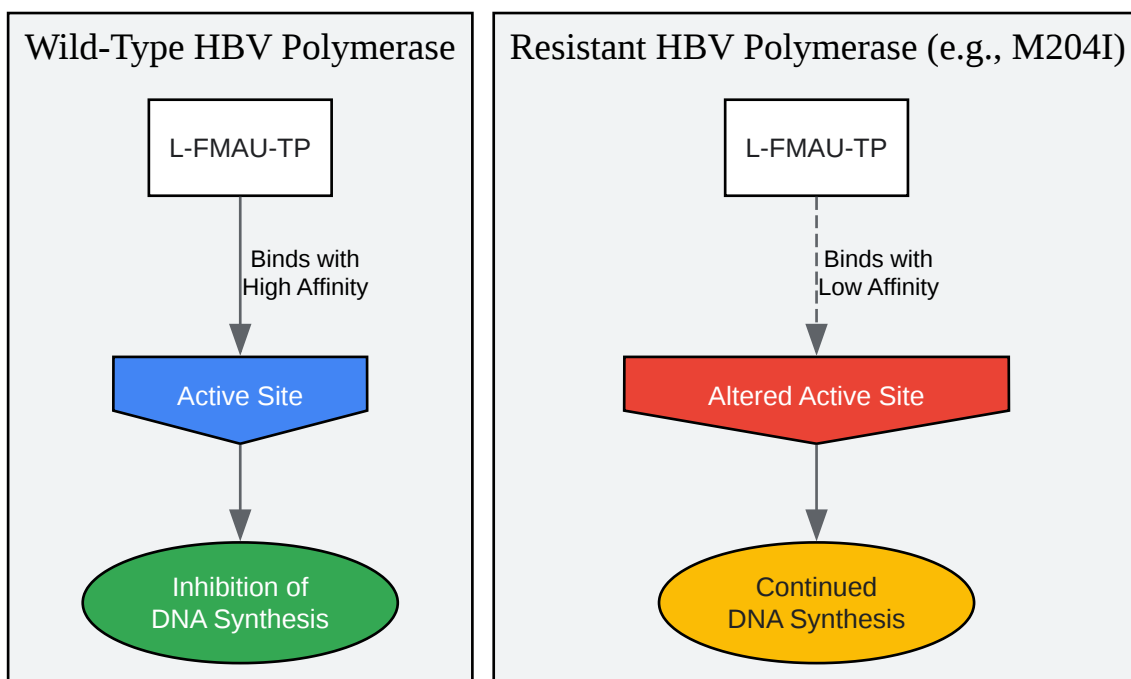 Wild-Type HBV Polymerase
L-FMAU-TP
Binds with
High Affinity
Active Site
Inhibition of
DNA Synthesis
Resistant HBV Polymerase (e.g., M204I)
L-FMAU-TP
Binds with
Low Affinity
Altered Active Site
Continued
DNA Synthesis